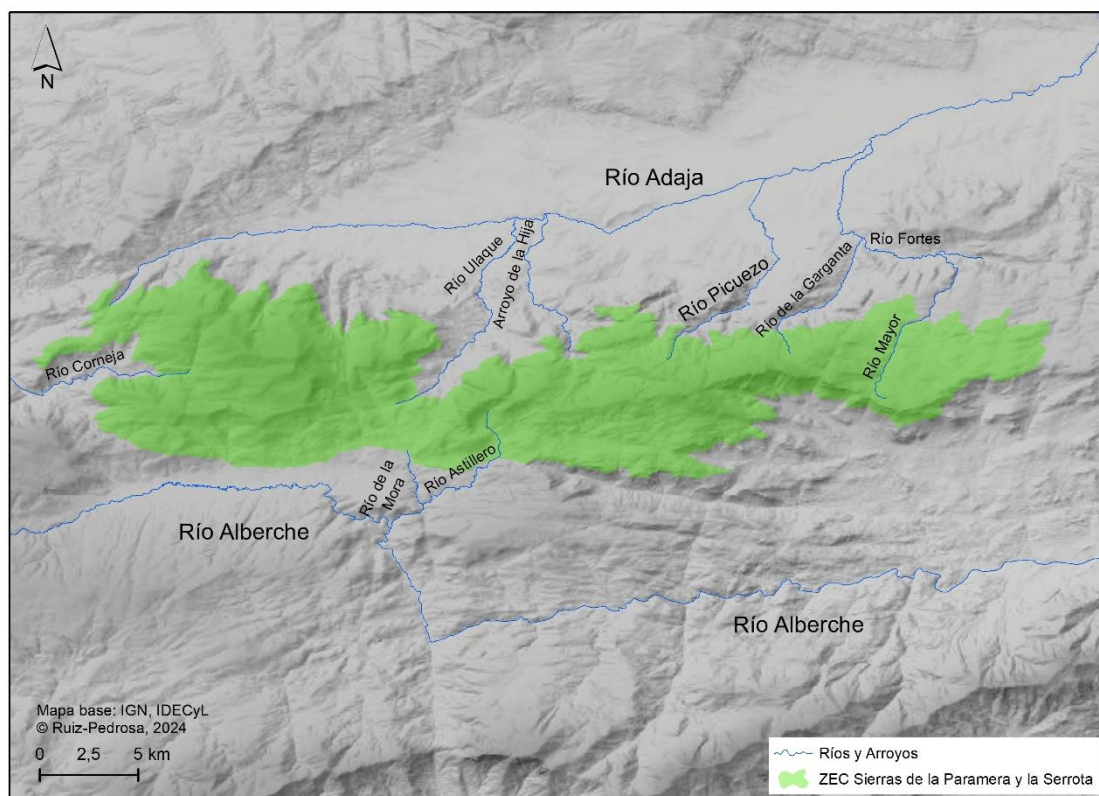 N
Río Adaja
Río Ulaque
Arroyo de la Hija
Río Fortes
Río de la Garganta
Río Picuezo
Río Mayor
Río Corneja
Río de la
Mora
Río Astillero
Río Alberche
Río Alberche
Mapa base: IGN, IDECyL
© Ruiz-Pedrosa, 2024
0 2,5 5 km
Ríos y Arroyos
ZEC Sierras de la Paramera y la Serrota